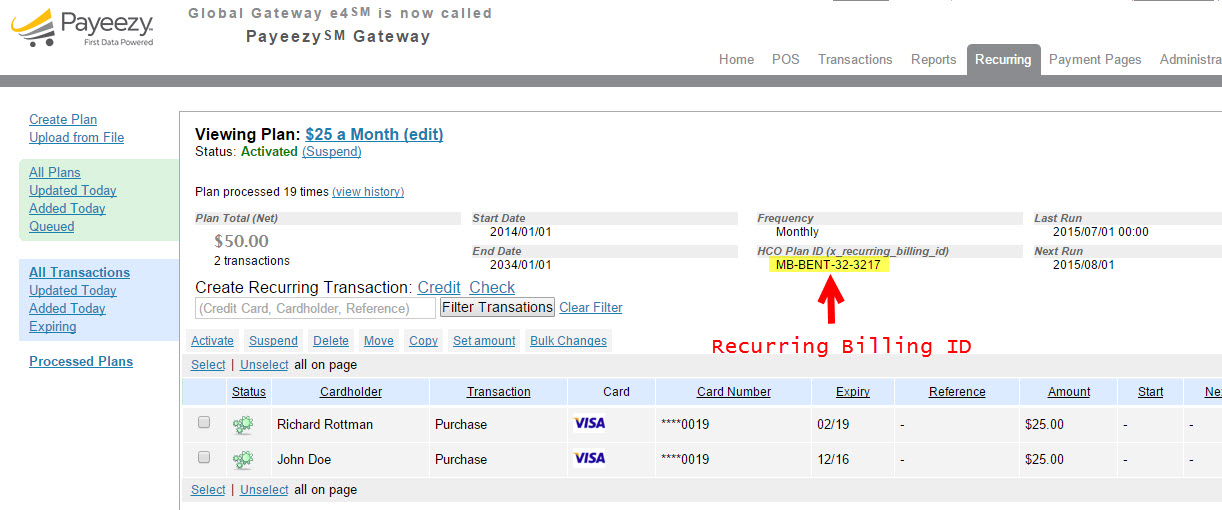 Payeezy™
First Data Powered
Global Gateway e4℠ is now called
Payeezy℠ Gateway
Home POS Transactions Reports Recurring Payment Pages Administra
Create Plan
Upload from File
All Plans
Updated Today
Added Today
Queued
All Transactions
Updated Today
Added Today
Expiring
Processed Plans
Viewing Plan: $25 a Month (edit)
Status: Activated (Suspend)
Plan processed 19 times (view history)
Plan Total (Net) Start Date Frequency Last Run
$50.00 2014/01/01 Monthly 2015/07/01 00:00
2 transactions
End Date HCO Plan ID (x_recurring_billing_id) Next Run
2034/01/01 MB-BENT-32-3217 2015/08/01
Create Recurring Transaction: Credit Check
(Credit Card, Cardholder, Reference) Filter Transations Clear Filter
Activate Suspend Delete Move Copy Set amount Bulk Changes
Recurring Billing ID
Select | Unselect all on page
Status Cardholder Transaction Card Card Number Expiry Reference Amount Start Ne
Richard Rottman Purchase VISA ****0019 02/19 - $25.00 - -
John Doe Purchase VISA ****0019 12/16 - $25.00 - -
Select | Unselect all on page